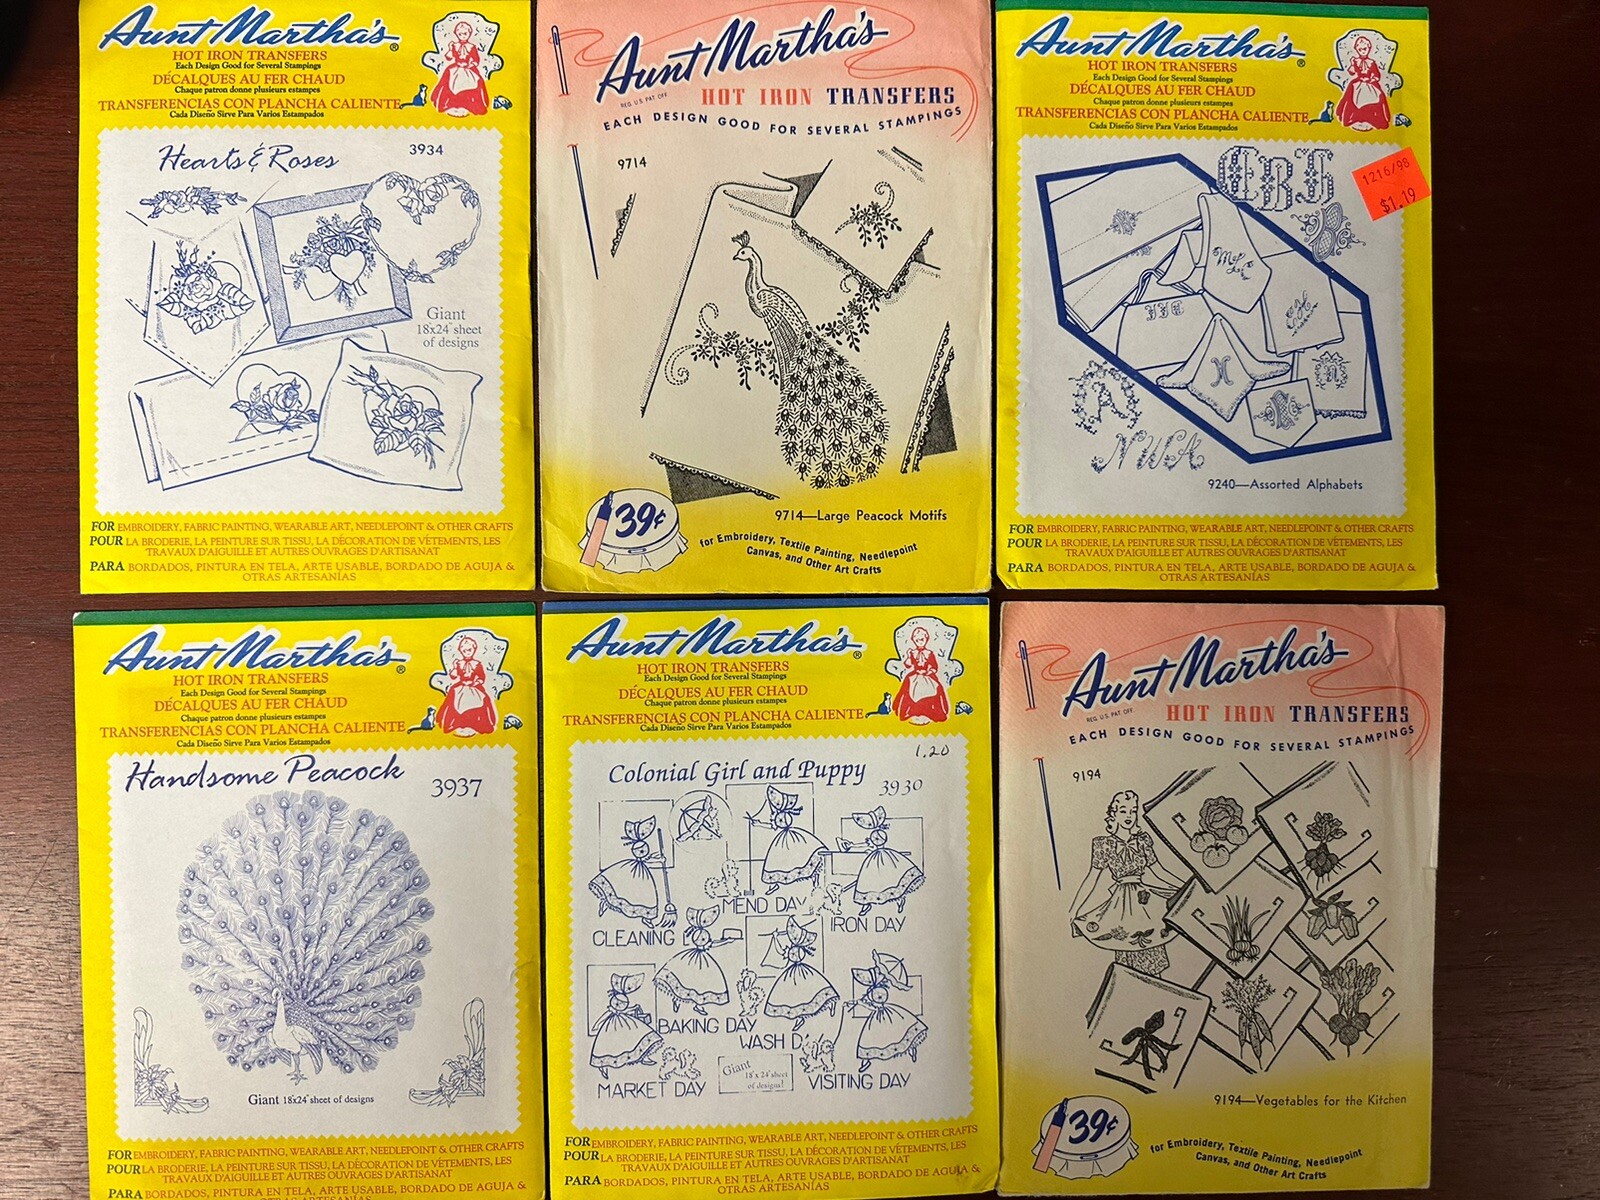 Aunt Martha's®
HOT IRON TRANSFERS
Each Design Good for Several Stampings
DÉCALQUES AU FER CHAUD
Chaque patron donne plusieurs estampes
TRANSFERENCIAS CON PLANCHA CALIENTE
Cada Diseño Sirve Para Varios Estampados
Hearts & Roses
3934
Giant
18x24" sheet
of designs
FOR EMBROIDERY, FABRIC PAINTING, WEARABLE ART, NEEDLEPOINT & OTHER CRAFTS
POUR LA BRODERIE, LA PEINTURE SUR TISSU, LA DÉCORATION DE VÊTEMENTS, LES
TRAVAUX D'AIGUILLE ET AUTRES OUVRAGES D'ARTISANAT
PARA BORDADOS, PINTURA EN TELA, ARTE USABLE, BORDADO DE AGUJA &
OTRAS ARTESANÍAS
Aunt Martha's
REG. U.S. PAT. OFF.
HOT IRON TRANSFERS
EACH DESIGN GOOD FOR SEVERAL STAMPINGS
9714
39¢
9714—Large Peacock Motifs
for Embroidery, Textile Painting, Needlepoint
Canvas, and Other Art Crafts
Aunt Martha's®
HOT IRON TRANSFERS
Each Design Good for Several Stampings
DÉCALQUES AU FER CHAUD
Chaque patron donne plusieurs estampes
TRANSFERENCIAS CON PLANCHA CALIENTE
Cada Diseño Sirve Para Varios Estampados
1216/98
$1.19
N
NWA
9240—Assorted Alphabets
FOR EMBROIDERY, FABRIC PAINTING, WEARABLE ART, NEEDLEPOINT & OTHER CRAFTS
POUR LA BRODERIE, LA PEINTURE SUR TISSU, LA DÉCORATION DE VÊTEMENTS, LES
TRAVAUX D'AIGUILLE ET AUTRES OUVRAGES D'ARTISANAT
PARA BORDADOS, PINTURA EN TELA, ARTE USABLE, BORDADO DE AGUJA &
OTRAS ARTESANÍAS
Aunt Martha's®
HOT IRON TRANSFERS
Each Design Good for Several Stampings
DÉCALQUES AU FER CHAUD
Chaque patron donne plusieurs estampes
TRANSFERENCIAS CON PLANCHA CALIENTE
Cada Diseño Sirve Para Varios Estampados
Handsome Peacock
3937
Giant 18x24" sheet of designs
FOR EMBROIDERY, FABRIC PAINTING, WEARABLE ART, NEEDLEPOINT & OTHER CRAFTS
POUR LA BRODERIE, LA PEINTURE SUR TISSU, LA DÉCORATION DE VÊTEMENTS, LES
TRAVAUX D'AIGUILLE ET AUTRES OUVRAGES D'ARTISANAT
PARA BORDADOS, PINTURA EN TELA, ARTE USABLE, BORDADO DE AGUJA &
OTRAS ARTESANÍAS
Aunt Martha's®
HOT IRON TRANSFERS
Each Design Good for Several Stampings
DÉCALQUES AU FER CHAUD
Chaque patron donne plusieurs estampes
TRANSFERENCIAS CON PLANCHA CALIENTE
Cada Diseño Sirve Para Varios Estampados
1.20
Colonial Girl and Puppy
3930
MEND DAY
IRON DAY
CLEANING D
BAKING DAY
WASH D
MARKET DAY
Giant
18"x 24" sheet
of designs!
VISITING DAY
FOR EMBROIDERY, FABRIC PAINTING, WEARABLE ART, NEEDLEPOINT & OTHER CRAFTS
POUR LA BRODERIE, LA PEINTURE SUR TISSU, LA DÉCORATION DE VÊTEMENTS, LES
TRAVAUX D'AIGUILLE ET AUTRES OUVRAGES D'ARTISANAT
PARA BORDADOS, PINTURA EN TELA, ARTE USABLE, BORDADO DE AGUJA &
OTRAS ARTESANÍAS
Aunt Martha's
REG. U.S. PAT. OFF.
HOT IRON TRANSFERS
EACH DESIGN GOOD FOR SEVERAL STAMPINGS
9194
9194—Vegetables for the Kitchen
39¢
for Embroidery, Textile Painting, Needlepoint
Canvas, and Other Art Crafts